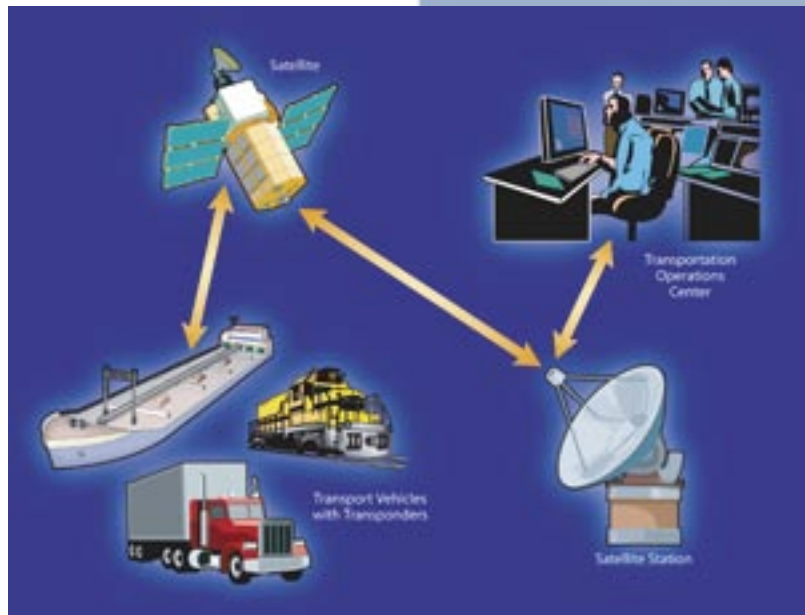 Satellite
Transportation
Operations
Center
Transport Vehicles
with Transponders
Satellite Station